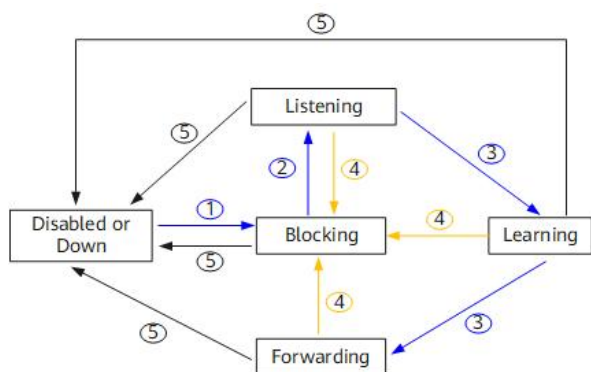 ⑤
Listening
⑤
② ④
③
Disabled or
Down
①
Blocking
④
Learning
⑤
④
⑤
③
Forwarding